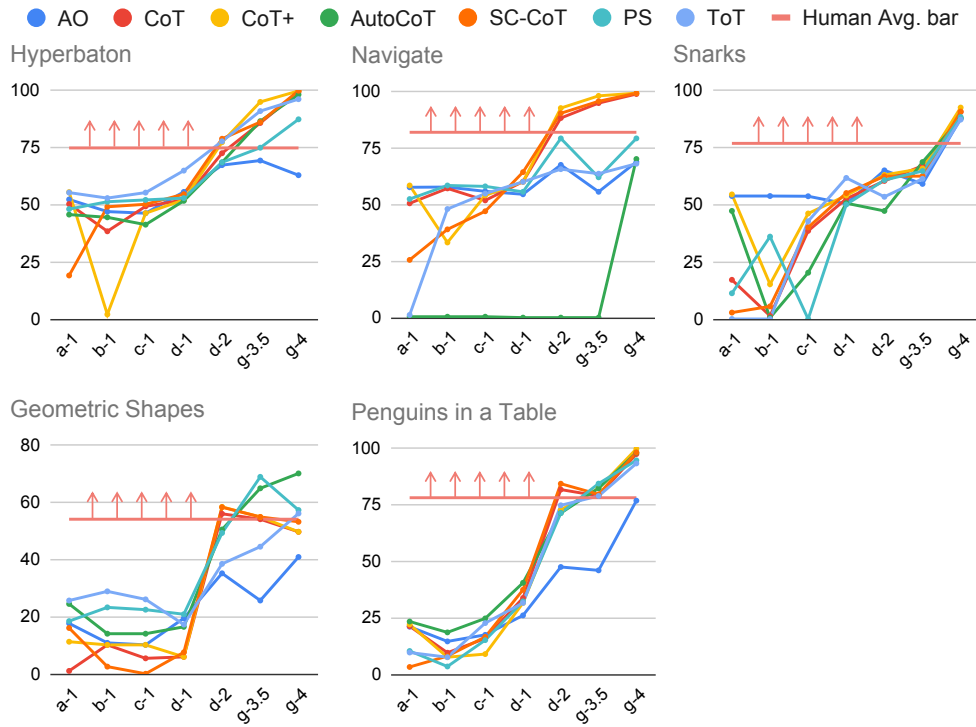 AO CoT CoT+ AutoCoT SC-CoT PS ToT Human Avg. bar
Hyperbaton
100
75
50
25
0
a-1 b-1 c-1 d-1 d-2 g-3.5 g-4
Navigate
100
75
50
25
0
a-1 b-1 c-1 d-1 d-2 g-3.5 g-4
Snarks
100
75
50
25
0
a-1 b-1 c-1 d-1 d-2 g-3.5 g-4
Geometric Shapes
80
60
40
20
0
a-1 b-1 c-1 d-1 d-2 g-3.5 g-4
Penguins in a Table
100
75
50
25
0
a-1 b-1 c-1 d-1 d-2 g-3.5 g-4